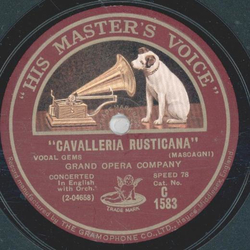 "HIS MASTER'S VOICE"
"CAVALLERIA RUSTICANA"
VOCAL GEMS (MASCAGNI)
GRAND OPERA COMPANY
CONCERTED
In English
with Orch.
(2-04658)
SPEED 78
Cat. No.
C
1583
TRADE MARK.
THE GRAMOPHONE CO., LTD.